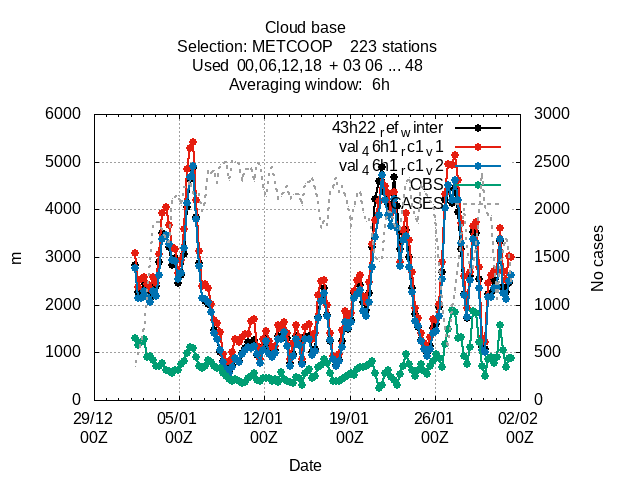 Cloud base
Selection: METCOOP 223 stations
Used 00,06,12,18 + 03 06 ... 48
Averaging window: 6h
6000
5000
4000
3000
2000
1000
0
m
3000
2500
2000
1500
1000
500
0
No cases
43h22_ref_winter
val_46h1_rc1_v1
val_46h1_rc1_v2
OBS
CASES
29/12 05/01 12/01 19/01 26/01 02/02
00Z 00Z 00Z 00Z 00Z 00Z
Date